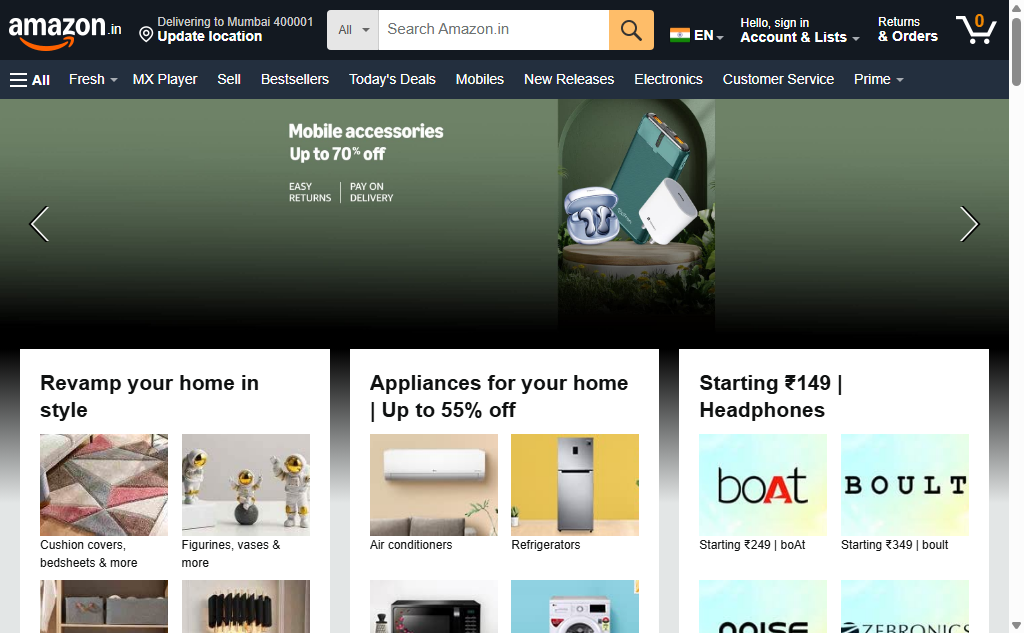 amazon.in
Delivering to Mumbai 400001
Update location
All
Search Amazon.in
EN
Hello, sign in
Account & Lists
Returns
& Orders
0
All
Fresh
MX Player
Sell
Bestsellers
Today's Deals
Mobiles
New Releases
Electronics
Customer Service
Prime
Mobile accessories
Up to 70% off
EASY
RETURNS
PAY ON
DELIVERY
Revamp your home in
style
Cushion covers,
bedsheets & more
Figurines, vases &
more
Appliances for your home
| Up to 55% off
Air conditioners
Refrigerators
Starting ₹149 |
Headphones
boAt
BOULT
Starting ₹249 | boAt
Starting ₹349 | boult
noise
ZEBRONICS